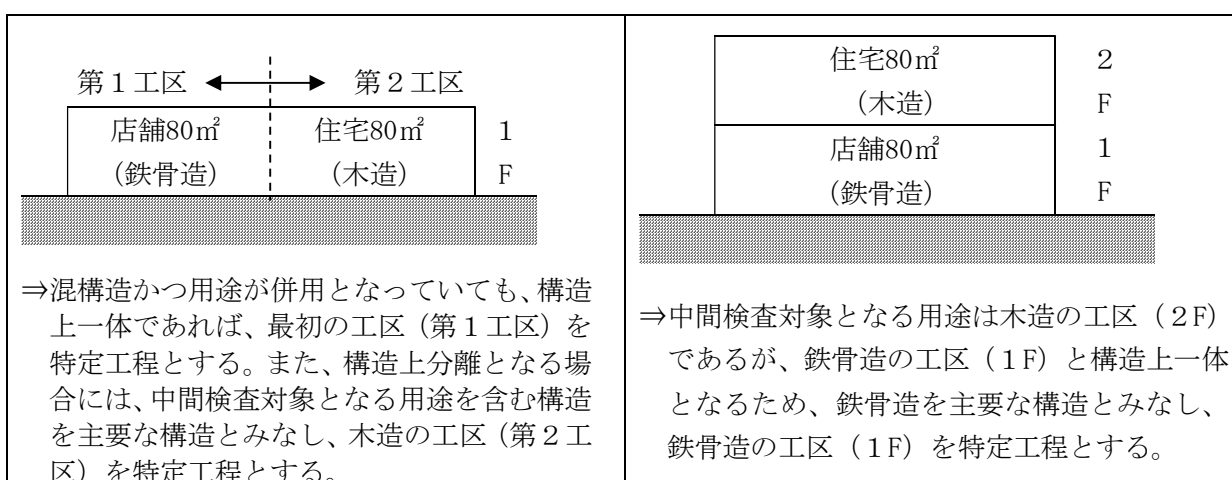 第１工区
第２工区
店舗80㎡
（鉄骨造）
住宅80㎡
（木造）
1
F
⇒混構造かつ用途が併用となっていても、構造
上一体であれば、最初の工区（第１工区）を
特定工程とする。また、構造上分離となる場
合には、中間検査対象となる用途を含む構造
を主要な構造とみなし、木造の工区（第２工
区）を特定工程とする。
住宅80㎡
（木造）
2
F
店舗80㎡
（鉄骨造）
1
F
⇒中間検査対象となる用途は木造の工区（２F）
であるが、鉄骨造の工区（１F）と構造上一体
となるため、鉄骨造を主要な構造とみなし、
鉄骨造の工区（１F）を特定工程とする。